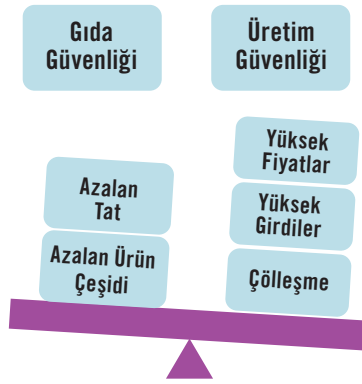 Gıda
Güvenliği
Üretim
Güvenliği
Azalan
Tat
Azalan Ürün
Çeşidi
Yüksek
Fiyatlar
Yüksek
Girdiler
Çölleşme